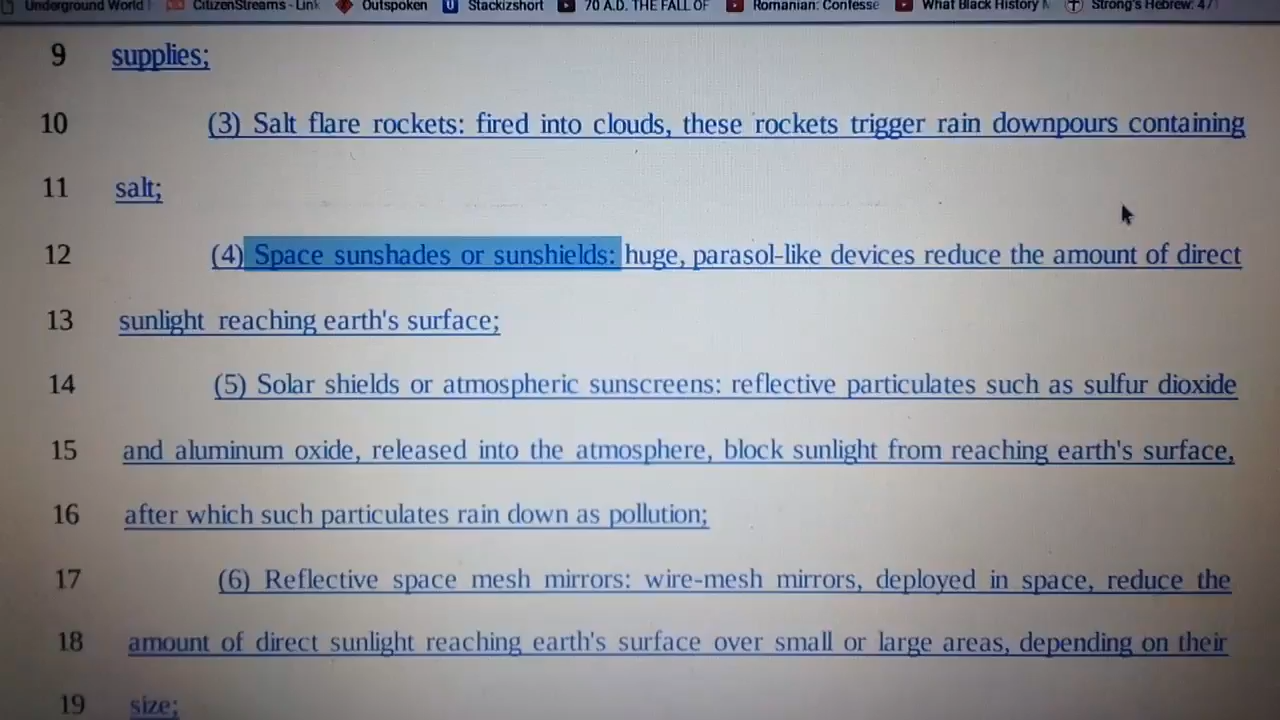 Underground World
CitizenStreams - Link
Outspoken
Stackizshort
70 A.D. THE FALL OF
Romanian: Confesse
What Black History M
Strong's Hebrew: 47
9 supplies;
10 (3) Salt flare rockets: fired into clouds, these rockets trigger rain downpours containing
11 salt;
12 (4) Space sunshades or sunshields: huge, parasol-like devices reduce the amount of direct
13 sunlight reaching earth's surface;
14 (5) Solar shields or atmospheric sunscreens: reflective particulates such as sulfur dioxide
15 and aluminum oxide, released into the atmosphere, block sunlight from reaching earth's surface,
16 after which such particulates rain down as pollution;
17 (6) Reflective space mesh mirrors: wire-mesh mirrors, deployed in space, reduce the
18 amount of direct sunlight reaching earth's surface over small or large areas, depending on their
19 size;